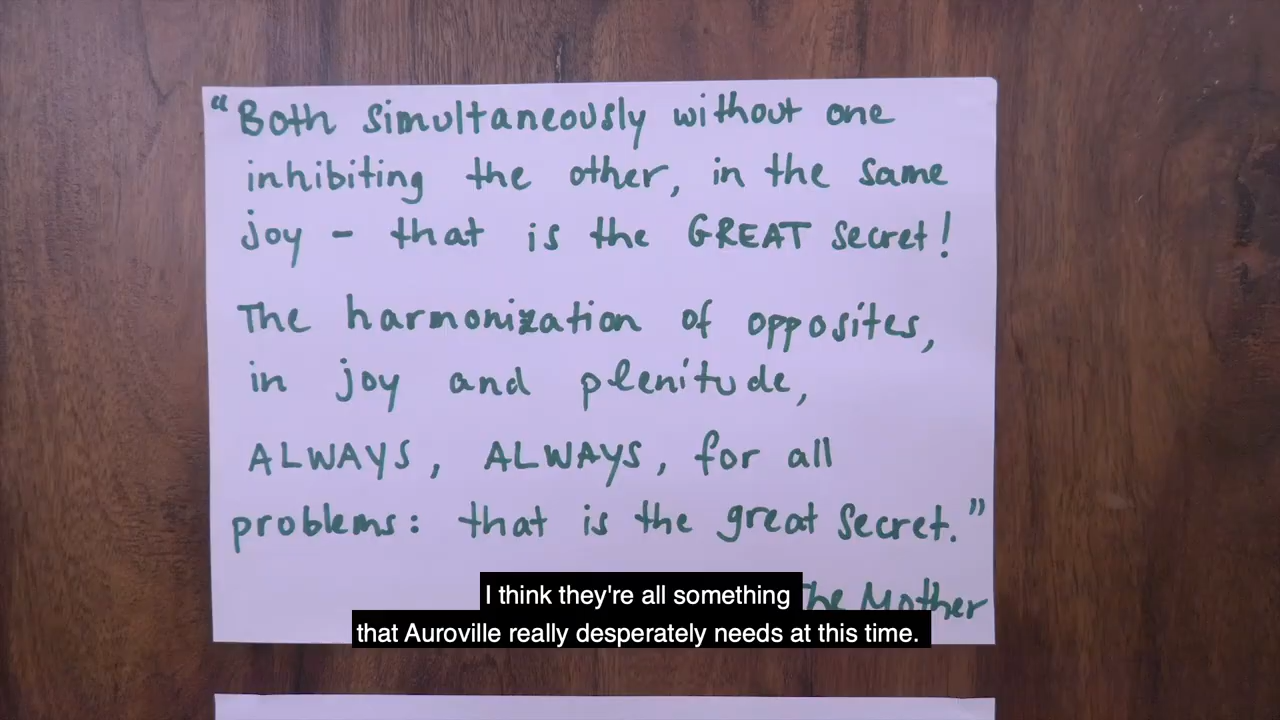 "Both simultaneously without one
inhibiting the other, in the same
joy - that is the GREAT secret!
The harmonization of opposites,
in joy and plenitude,
ALWAYS, ALWAYS, for all
problems: that is the great secret."
The Mother
I think they're all something
that Auroville really desperately needs at this time.